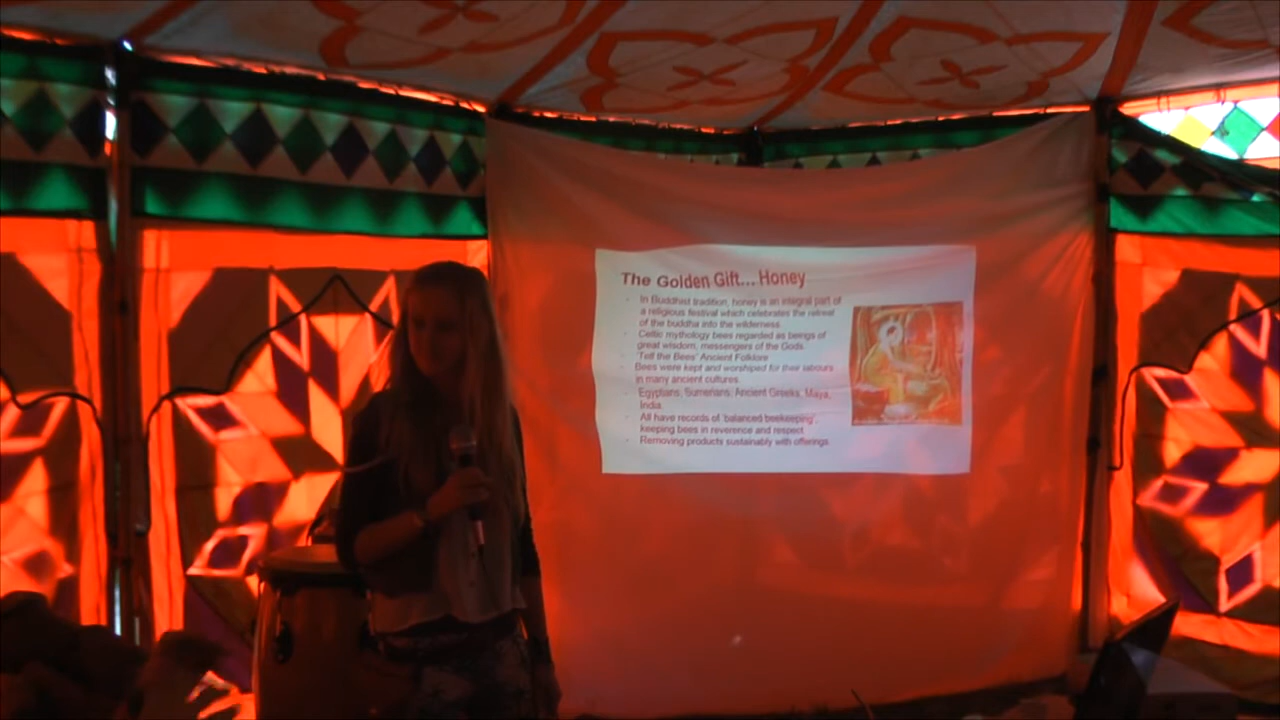 The Golden Gift... Honey
- In Buddhist tradition, honey is an integral part of
a religious festival which celebrates the retreat
of the buddha into the wilderness.
- Celtic mythology bees regarded as beings of
great wisdom, messengers of the Gods.
- 'Tell the Bees' Ancient Folklore
- Bees were kept and worshiped for their labours
in many ancient cultures.
- Egyptians, Sumerians, Ancient Greeks, Maya,
India.
- All have records of 'balanced beekeeping',
keeping bees in reverence and respect
- Removing products sustainably with offerings